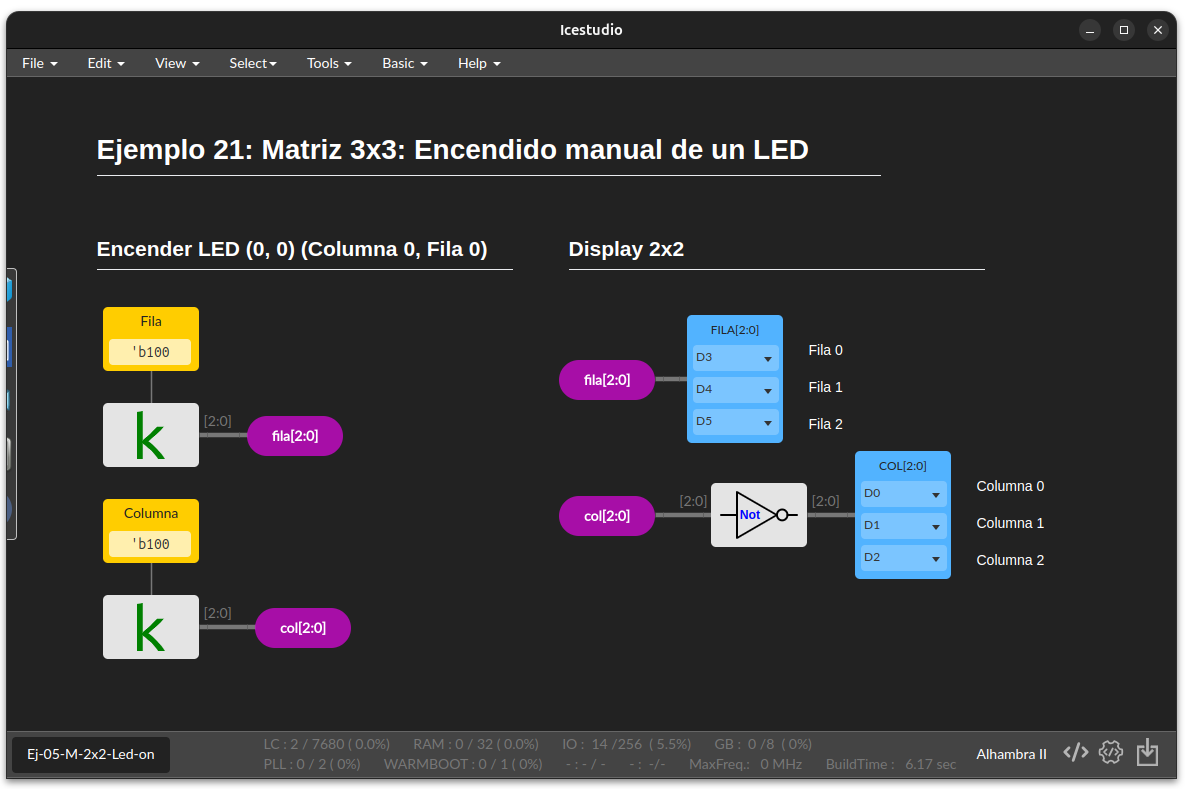 Icestudio
File Edit View Select Tools Basic Help
Ejemplo 21: Matriz 3x3: Encendido manual de un LED
Encender LED (0, 0) (Columna 0, Fila 0)
Fila
'b100
k
[2:0]
fila[2:0]
Columna
'b100
k
[2:0]
col[2:0]
Display 2x2
fila[2:0]
FILA[2:0]
D3
D4
D5
Fila 0
Fila 1
Fila 2
col[2:0]
[2:0]
Not
[2:0]
COL[2:0]
D0
D1
D2
Columna 0
Columna 1
Columna 2
Ej-05-M-2x2-Led-on
LC : 2 / 7680 ( 0.0%) RAM : 0 / 32 ( 0.0%) IO : 14 /256 ( 5.5%) GB : 0 /8 ( 0%)
PLL : 0 / 2 ( 0%) WARMBOOT : 0 / 1 ( 0%) - : - / - - : -/- MaxFreq.: 0 MHz BuildTime : 6.17 sec
Alhambra II